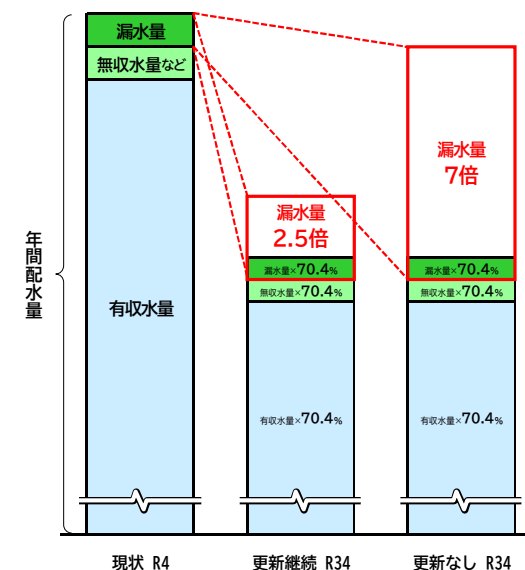 年間配水量
漏水量
無収水量など
有収水量
漏水量
2.5倍
漏水量×70.4%
無収水量×70.4%
有収水量×70.4%
漏水量
7倍
漏水量×70.4%
無収水量×70.4%
有収水量×70.4%
現状 R4
更新継続 R34
更新なし R34